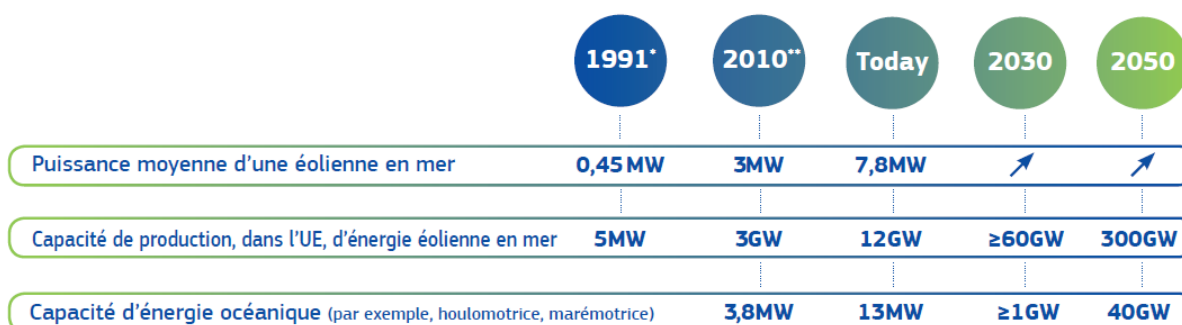 1991* 2010** Today 2030 2050
Puissance moyenne d’une éolienne en mer 0,45 MW 3MW 7,8MW
Capacité de production, dans l’UE, d’énergie éolienne en mer 5MW 3GW 12GW ≥60GW 300GW
Capacité d’énergie océanique (par exemple, houlomotrice, marémotrice) 3,8MW 13MW ≥1GW 40GW